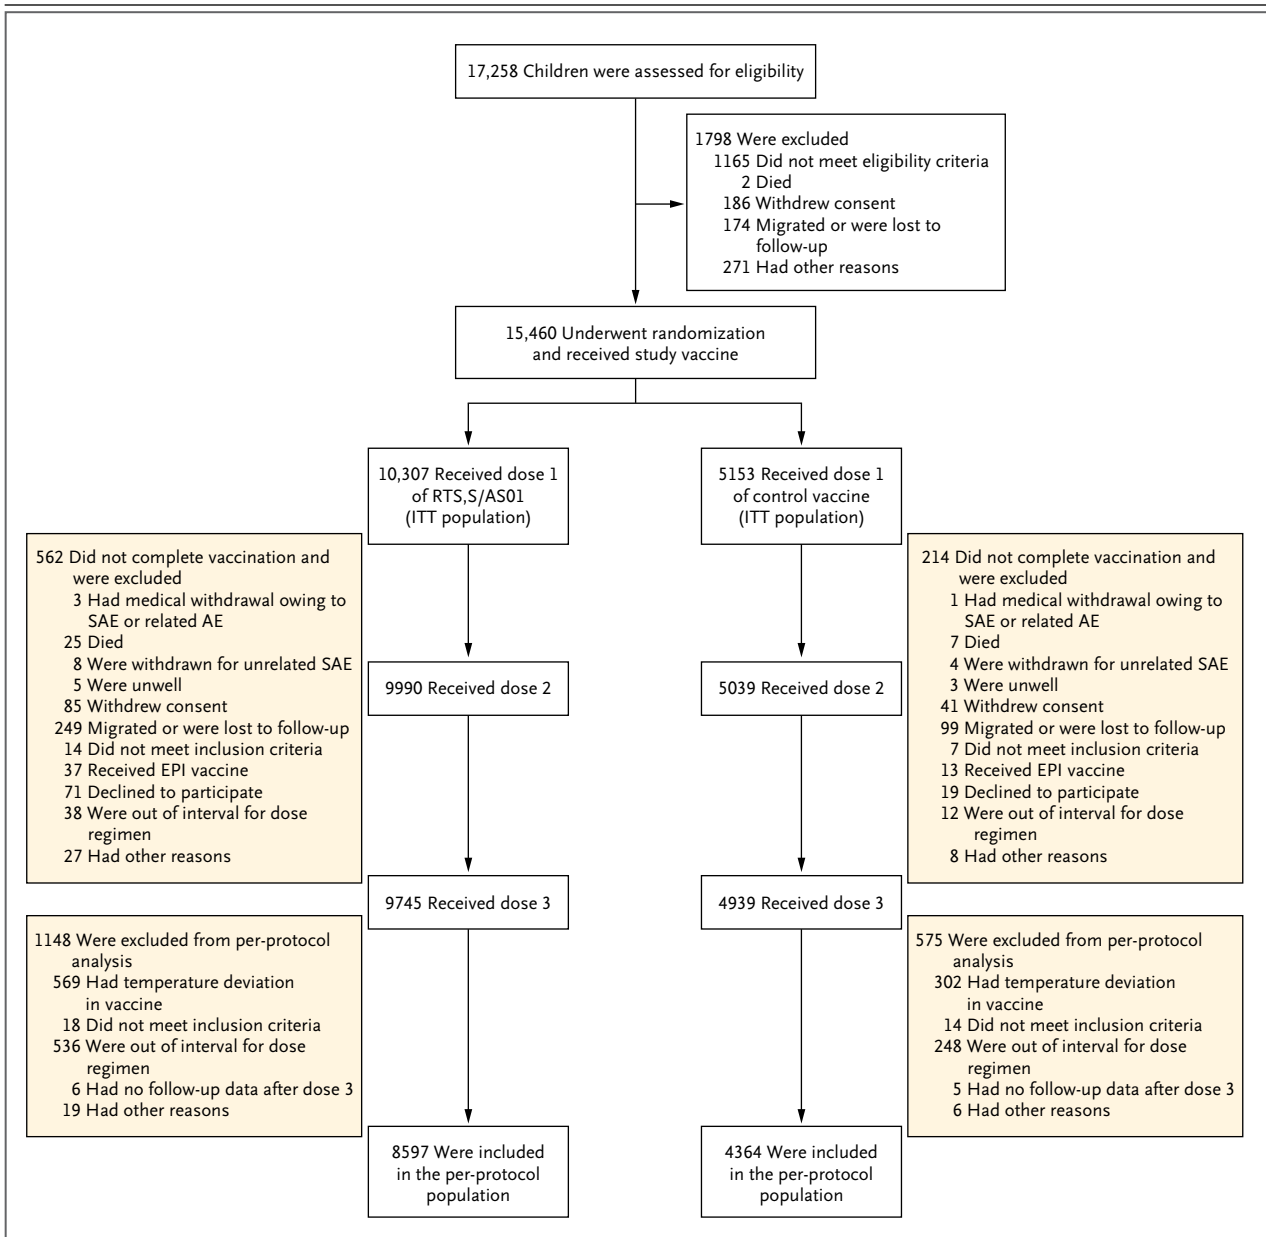 17,258 Children were assessed for eligibility
1798 Were excluded
1165 Did not meet eligibility criteria
2 Died
186 Withdrew consent
174 Migrated or were lost to
follow-up
271 Had other reasons
15,460 Underwent randomization
and received study vaccine
10,307 Received dose 1
of RTS,S/AS01
(ITT population)
5153 Received dose 1
of control vaccine
(ITT population)
562 Did not complete vaccination and
were excluded
3 Had medical withdrawal owing to
SAE or related AE
25 Died
8 Were withdrawn for unrelated SAE
5 Were unwell
85 Withdrew consent
249 Migrated or were lost to follow-up
14 Did not meet inclusion criteria
37 Received EPI vaccine
71 Declined to participate
38 Were out of interval for dose
regimen
27 Had other reasons
214 Did not complete vaccination and
were excluded
1 Had medical withdrawal owing to
SAE or related AE
7 Died
4 Were withdrawn for unrelated SAE
3 Were unwell
41 Withdrew consent
99 Migrated or were lost to follow-up
7 Did not meet inclusion criteria
13 Received EPI vaccine
19 Declined to participate
12 Were out of interval for dose
regimen
8 Had other reasons
9990 Received dose 2
5039 Received dose 2
9745 Received dose 3
4939 Received dose 3
1148 Were excluded from per-protocol
analysis
569 Had temperature deviation
in vaccine
18 Did not meet inclusion criteria
536 Were out of interval for dose
regimen
6 Had no follow-up data after dose 3
19 Had other reasons
575 Were excluded from per-protocol
analysis
302 Had temperature deviation
in vaccine
14 Did not meet inclusion criteria
248 Were out of interval for dose
regimen
5 Had no follow-up data after dose 3
6 Had other reasons
8597 Were included
in the per-protocol
population
4364 Were included
in the per-protocol
population